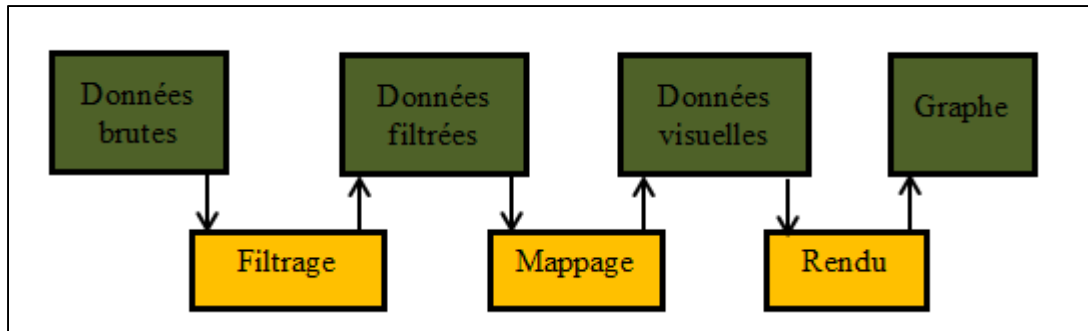 Données
brutes
Données
filtrées
Données
visuelles
Graphe
Filtrage
Mappage
Rendu